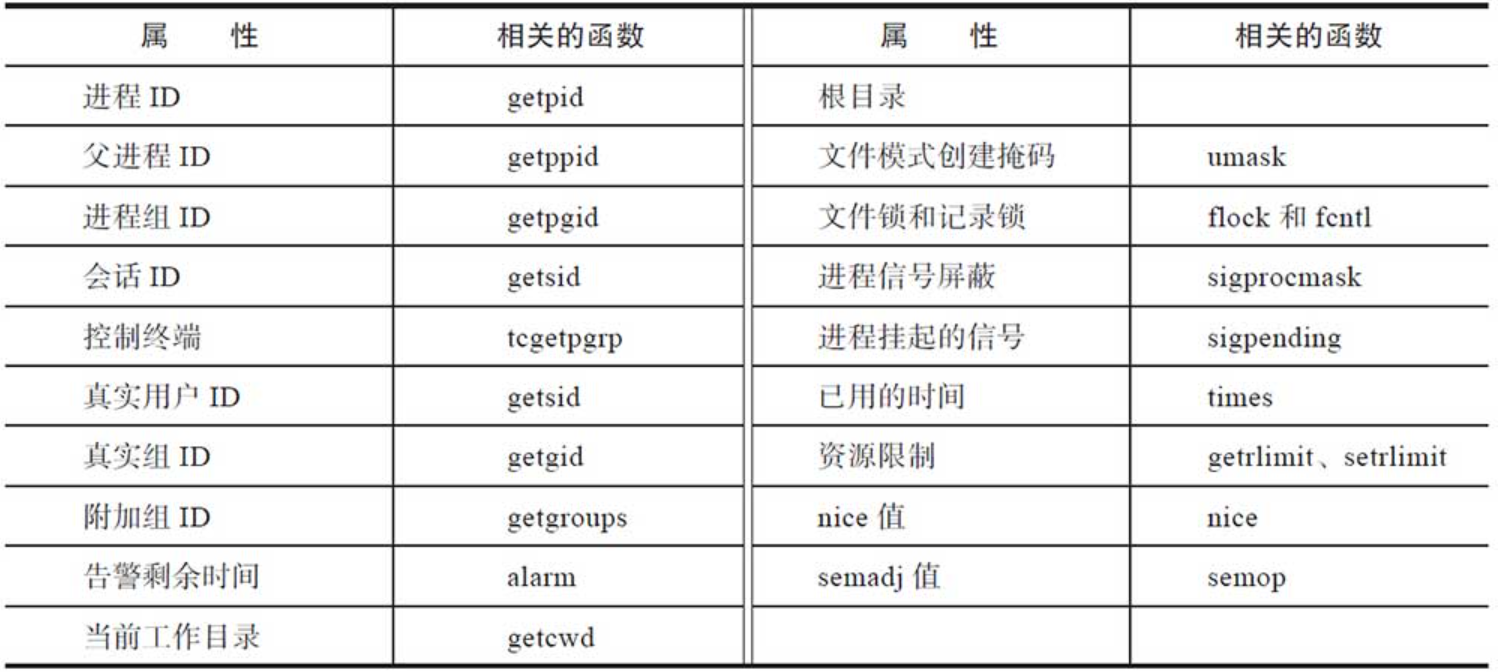 属 性 相关的函数 属 性 相关的函数
进程 ID getpid 根目录
父进程 ID getppid 文件模式创建掩码 umask
进程组 ID getpgid 文件锁和记录锁 flock 和 fcntl
会话 ID getsid 进程信号屏蔽 sigprocmask
控制终端 tcgetpgrp 进程挂起的信号 sigpending
真实用户 ID getsid 已用的时间 times
真实组 ID getgid 资源限制 getrlimit、setrlimit
附加组 ID getgroups nice 值 nice
告警剩余时间 alarm semadj 值 semop
当前工作目录 getcwd